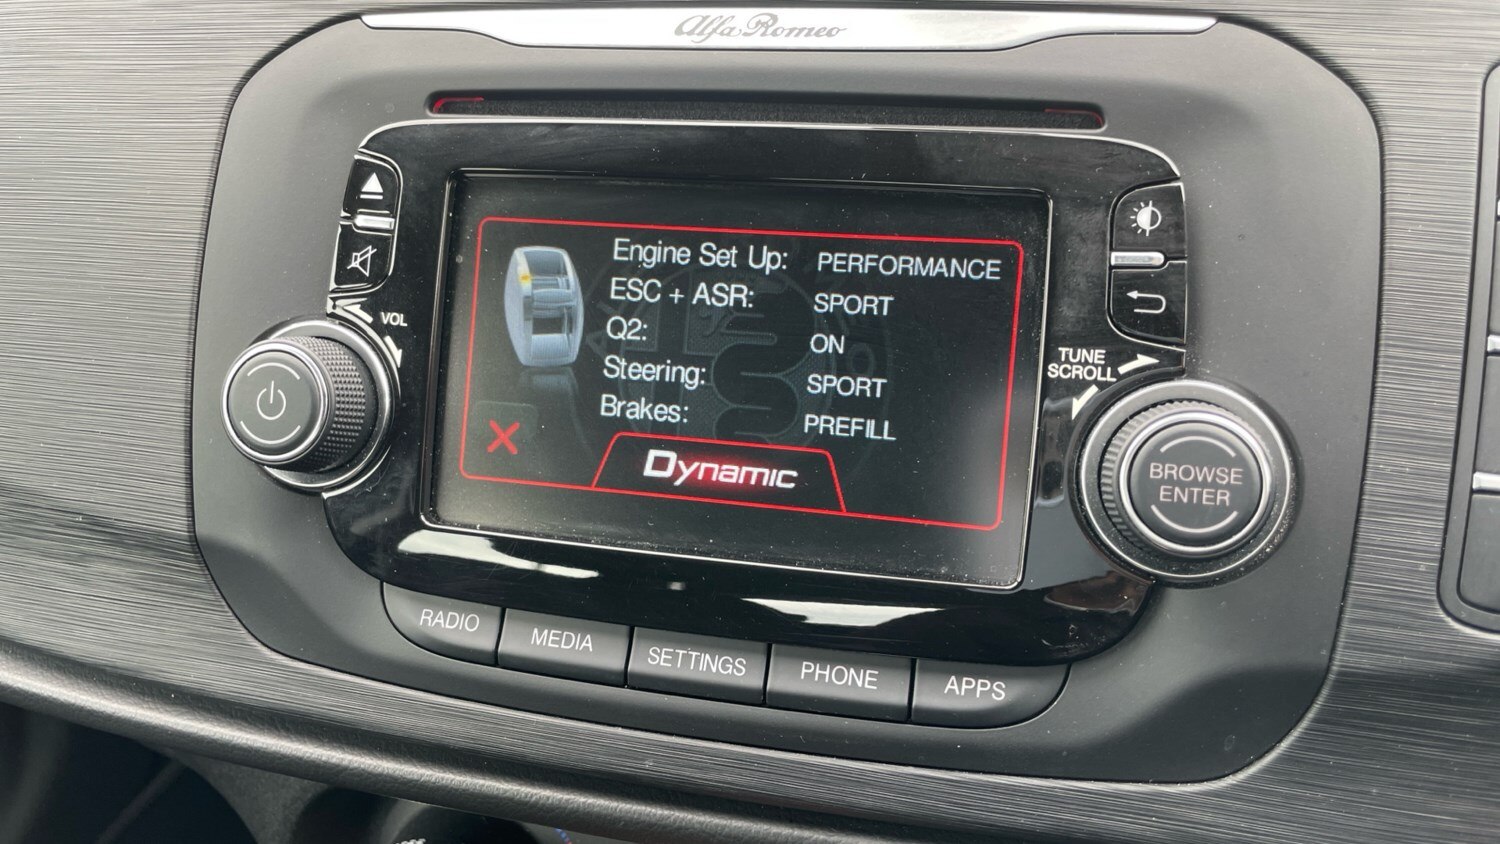 Alfa Romeo
Engine Set Up: PERFORMANCE
ESC + ASR: SPORT
Q2: ON
Steering: SPORT
Brakes: PREFILL
Dynamic
VOL
TUNE
SCROLL
BROWSE
ENTER
RADIO
MEDIA
SETTINGS
PHONE
APPS